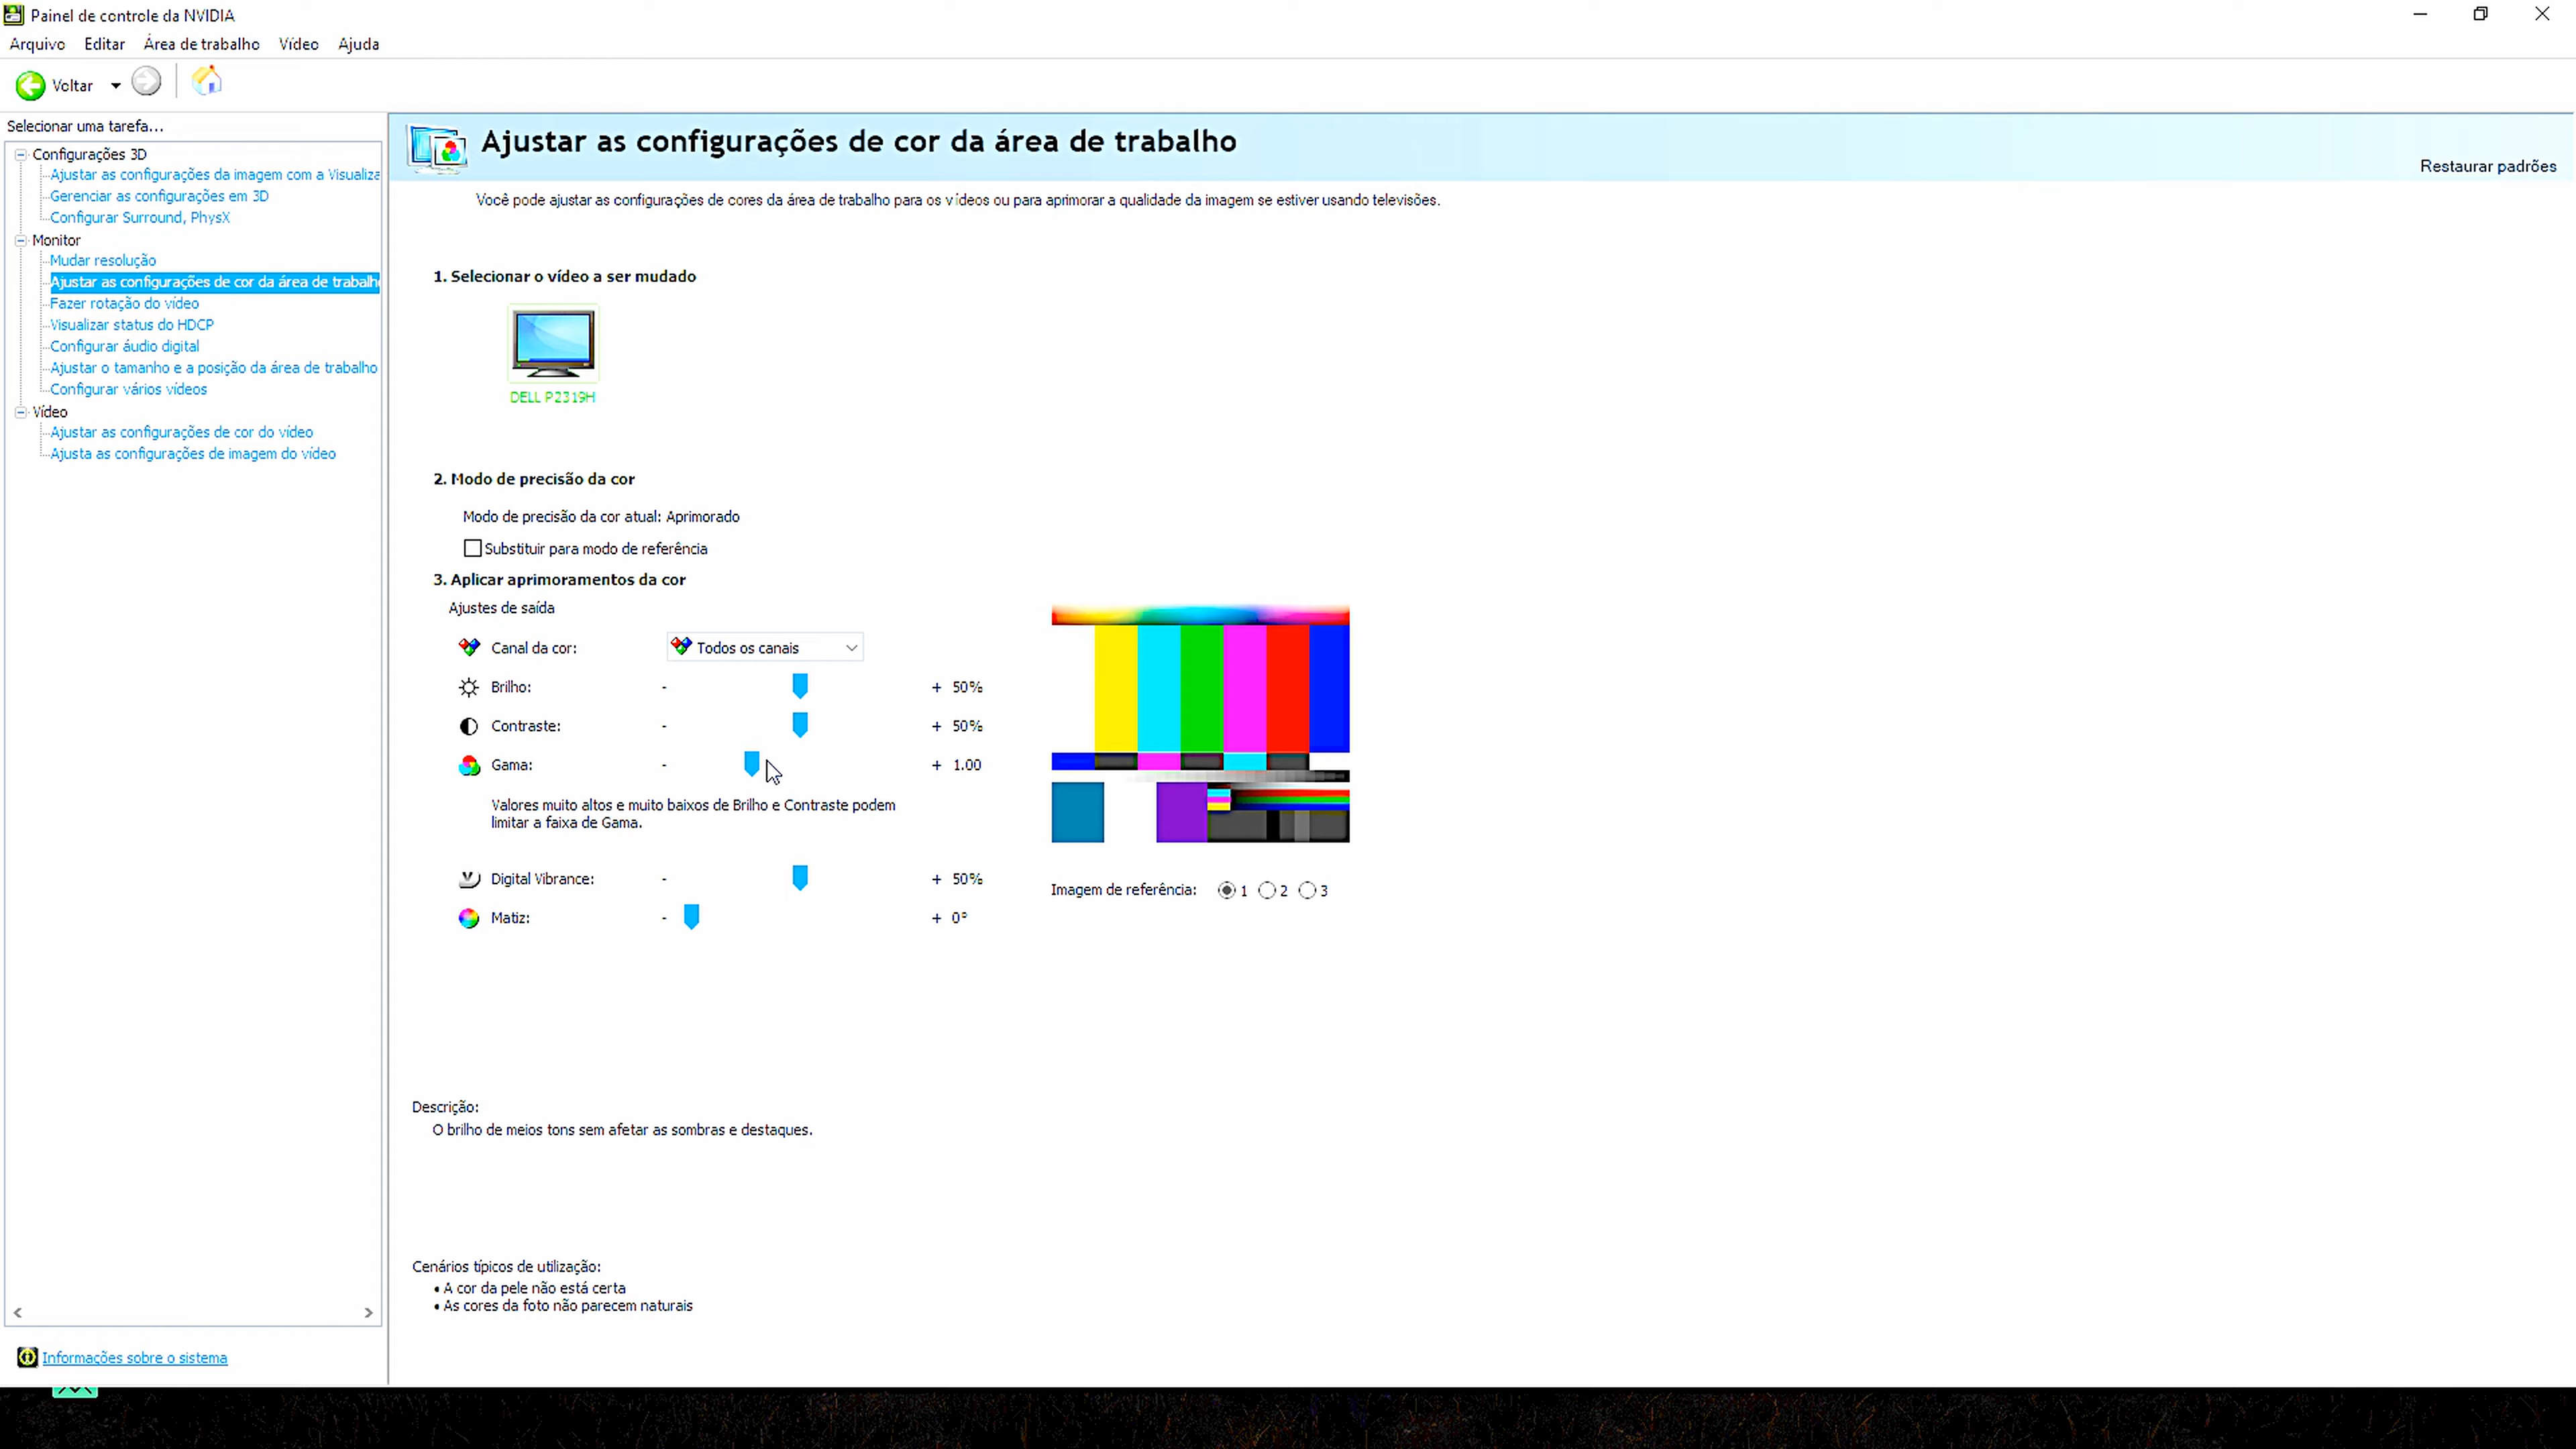 Painel de controle da NVIDIA
Arquivo Editar Área de trabalho Vídeo Ajuda
Voltar
Selecionar uma tarefa...
Configurações 3D
Ajustar as configurações da imagem com a Visualiza
Gerenciar as configurações em 3D
Configurar Surround, PhysX
Monitor
Mudar resolução
Ajustar as configurações de cor da área de trabalh
Fazer rotação do vídeo
Visualizar status do HDCP
Configurar áudio digital
Ajustar o tamanho e a posição da área de trabalho
Configurar vários vídeos
Vídeo
Ajustar as configurações de cor do vídeo
Ajusta as configurações de imagem do vídeo
Informações sobre o sistema
Ajustar as configurações de cor da área de trabalho
Restaurar padrões
Você pode ajustar as configurações de cores da área de trabalho para os vídeos ou para aprimorar a qualidade da imagem se estiver usando televisões.
1. Selecionar o vídeo a ser mudado
DELL P2319H
2. Modo de precisão da cor
Modo de precisão da cor atual: Aprimorado
Substituir para modo de referência
3. Aplicar aprimoramentos da cor
Ajustes de saída
Canal da cor: Todos os canais
Brilho: - + 50%
Contraste: - + 50%
Gama: - + 1.00
Valores muito altos e muito baixos de Brilho e Contraste podem
limitar a faixa de Gama.
Digital Vibrance: - + 50%
Matiz: - + 0°
Imagem de referência: 1 2 3
Descrição:
O brilho de meios tons sem afetar as sombras e destaques.
Cenários típicos de utilização:
• A cor da pele não está certa
• As cores da foto não parecem naturais